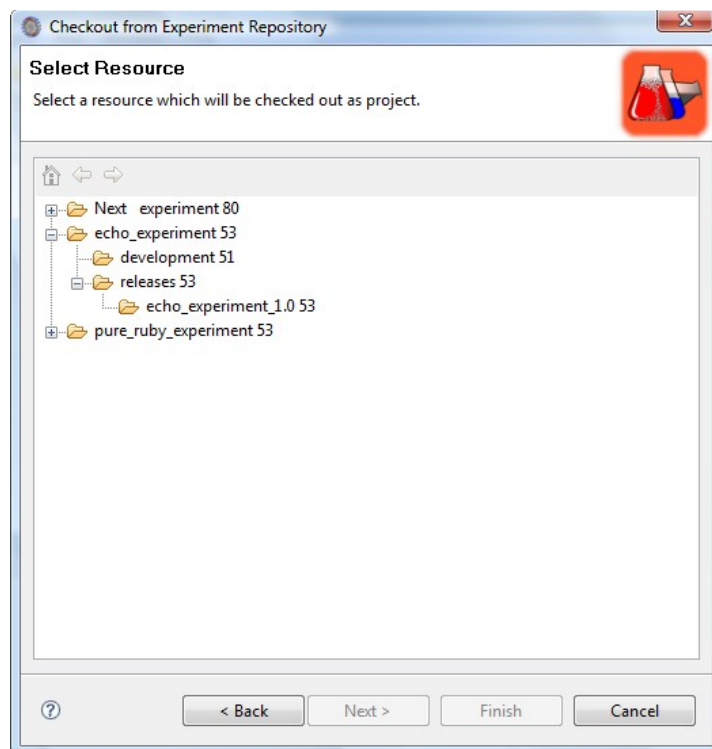 Checkout from Experiment Repository
Select Resource
Select a resource which will be checked out as project.
Next experiment 80
echo_experiment 53
development 51
releases 53
echo_experiment_1.0 53
pure_ruby_experiment 53
< Back
Next >
Finish
Cancel